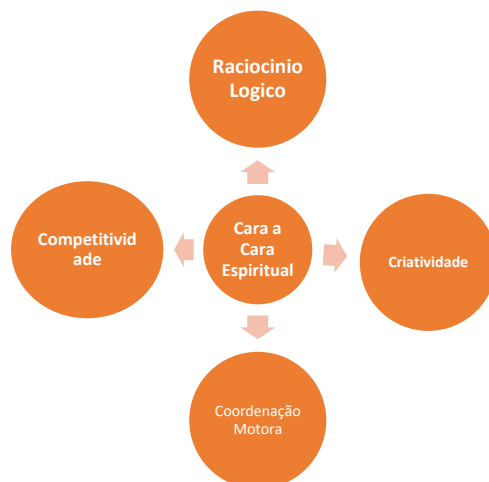 Raciocinio
Logico
Competitivid
ade
Cara a
Cara
Espiritual
Criatividade
Coordenação
Motora